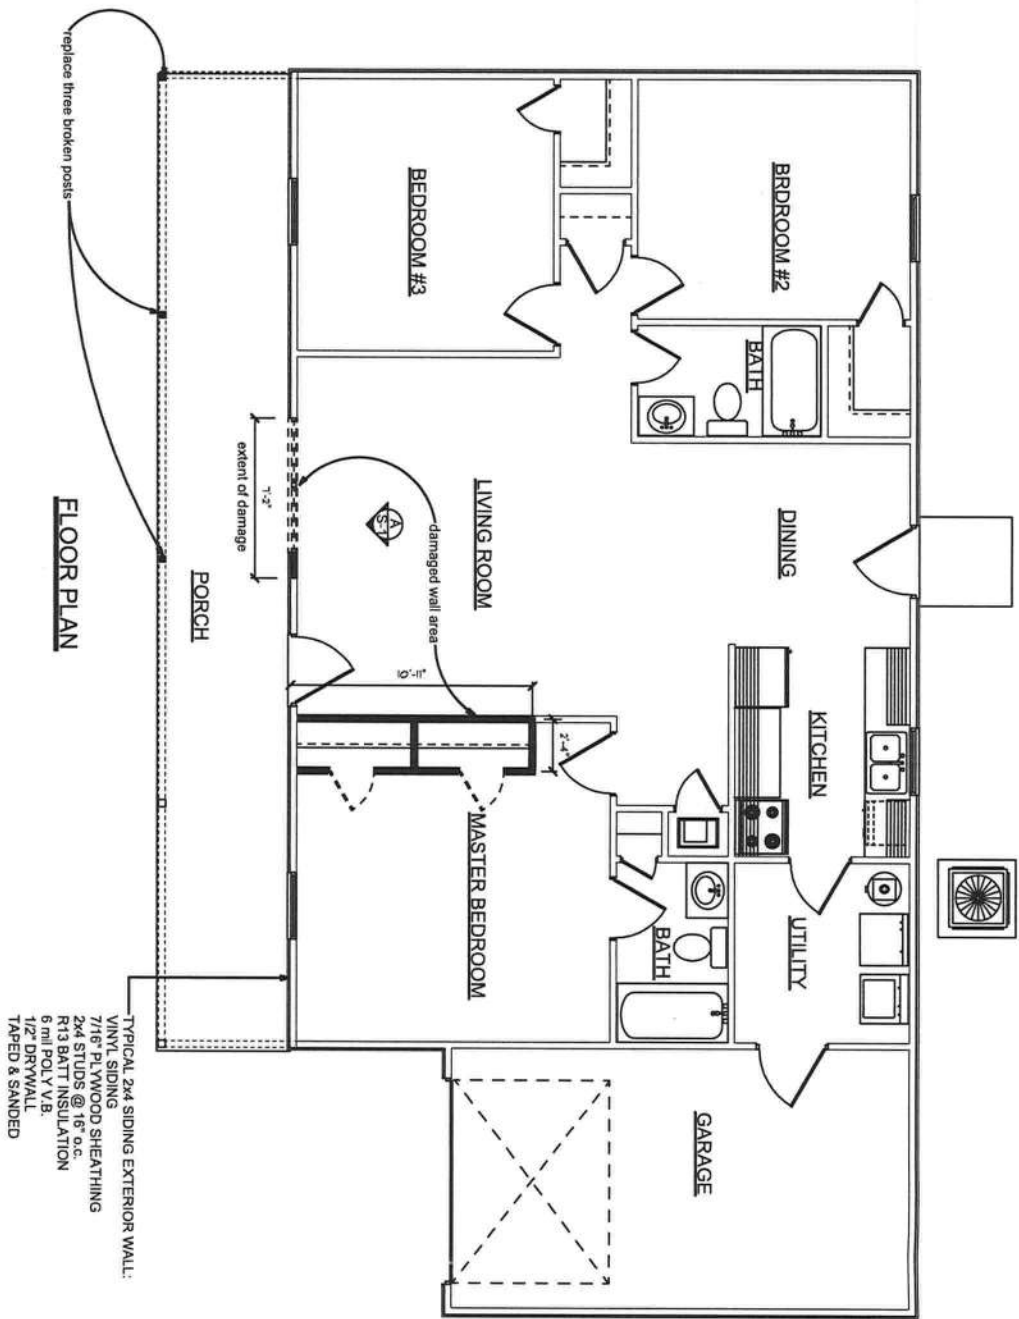 BRDROOM #2
BATH
DINING
KITCHEN
UTILITY
BEDROOM #3
LIVING ROOM
A
S-1
damaged wall area
10'-11"
2'-4"
MASTER BEDROOM
BATH
GARAGE
7'-2"
extent of damage
PORCH
replace three broken posts
TYPICAL 2x4 SIDING EXTERIOR WALL:
VINYL SIDING
7/16" PLYWOOD SHEATHING
2x4 STUDS @ 16" o.c.
R13 BATT INSULATION
6 mil POLY V.B.
1/2" DRYWALL
TAPED & SANDED
FLOOR PLAN